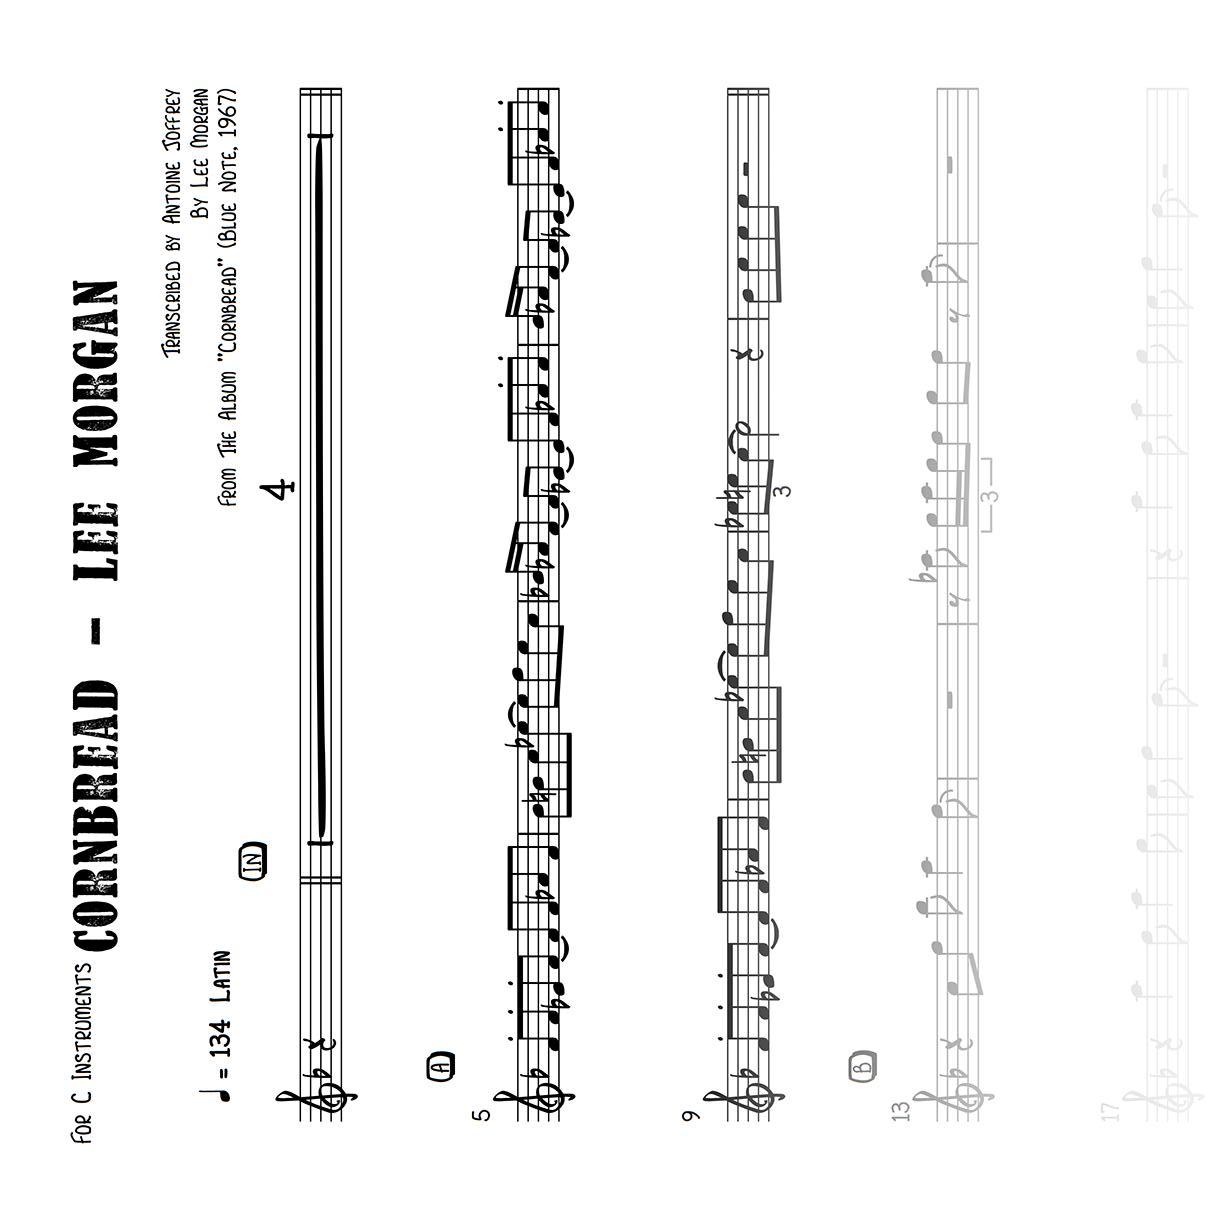 For C Instruments
Cornbread – Lee Morgan
Transcribed by Antoine Joffrey
By Lee Morgan
From The Album "Cornbread" (Blue Note, 1967)
= 134 Latin
IN
4
A
5
9
3
B
13
3
17